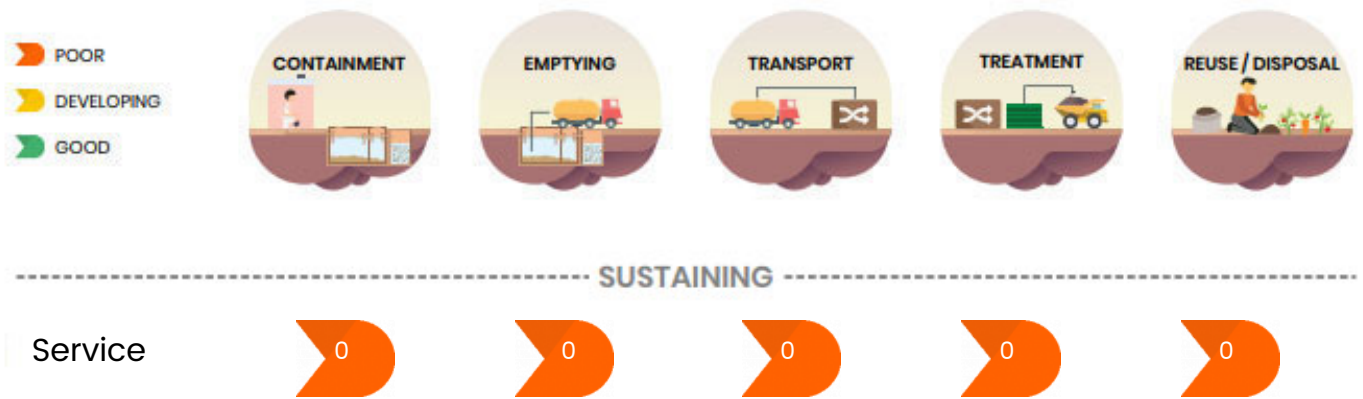 POOR
DEVELOPING
GOOD
CONTAINMENT
EMPTYING
TRANSPORT
TREATMENT
REUSE / DISPOSAL
SUSTAINING
Service
0
0
0
0
0